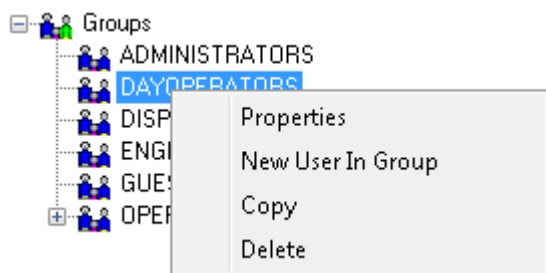 Groups
ADMINISTRATORS
DAYOPERATORS
DISP
ENGI
GUES
OPER
Properties
New User In Group
Copy
Delete